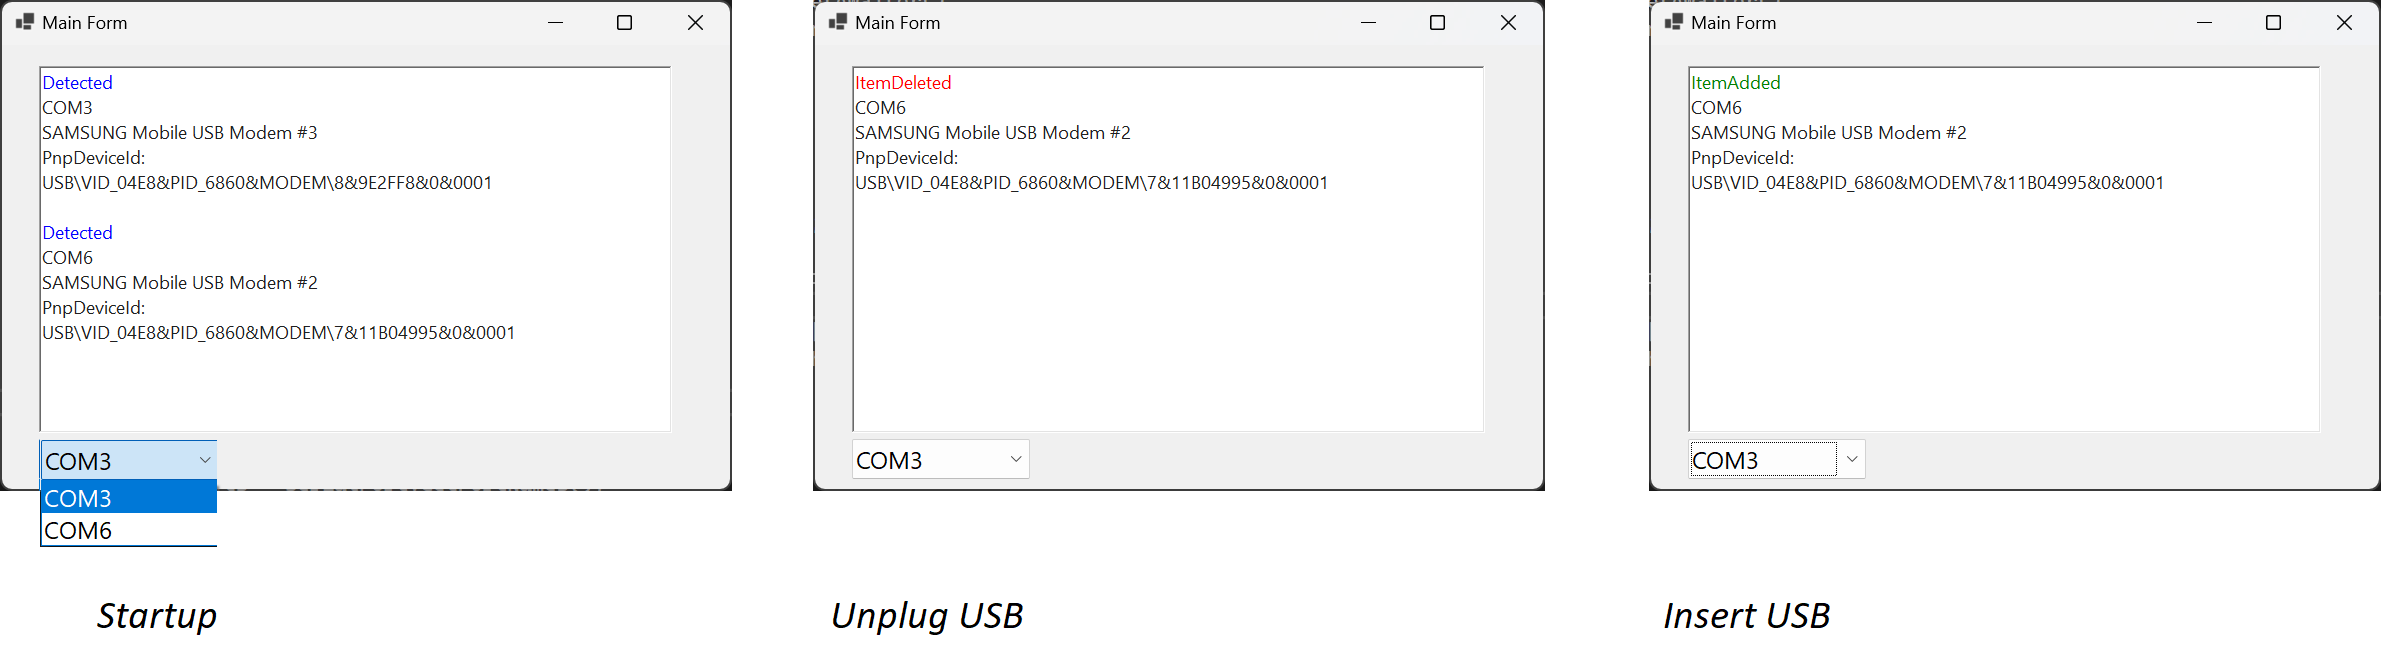 Main Form
Detected
COM3
SAMSUNG Mobile USB Modem #3
PnpDeviceId:
USB\VID_04E8&PID_6860&MODEM\8&9E2FF8&0&0001
Detected
COM6
SAMSUNG Mobile USB Modem #2
PnpDeviceId:
USB\VID_04E8&PID_6860&MODEM\7&11B04995&0&0001
COM3
COM3
COM6
Startup
Main Form
ItemDeleted
COM6
SAMSUNG Mobile USB Modem #2
PnpDeviceId:
USB\VID_04E8&PID_6860&MODEM\7&11B04995&0&0001
COM3
Unplug USB
Main Form
ItemAdded
COM6
SAMSUNG Mobile USB Modem #2
PnpDeviceId:
USB\VID_04E8&PID_6860&MODEM\7&11B04995&0&0001
COM3
Insert USB